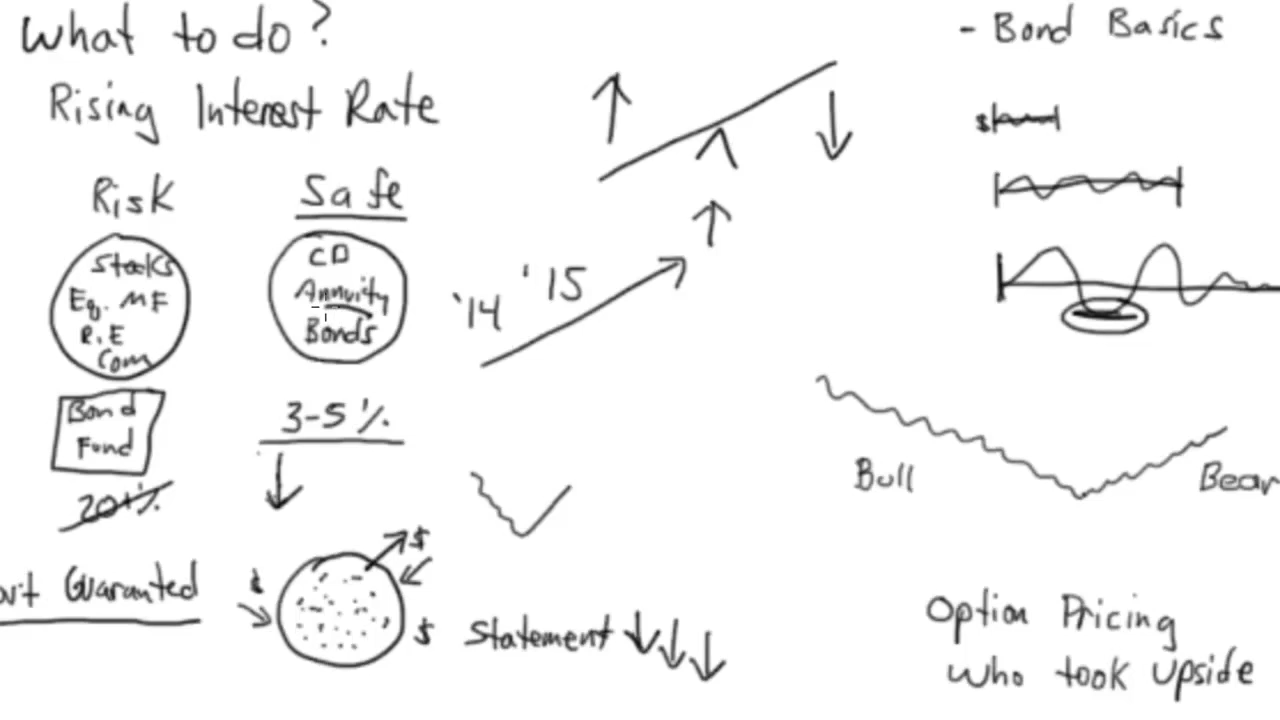 What to do?
Rising Interest Rate
Risk
Stocks
Eq. MF
R.E
Com
Bond
Fund
20+%
Safe
CD
Annuity
Bonds
3-5%
'14 '15
Guaranted
$
$
Statement
- Bond Basics
$
Bull
Bear
Option Pricing
Who took upside